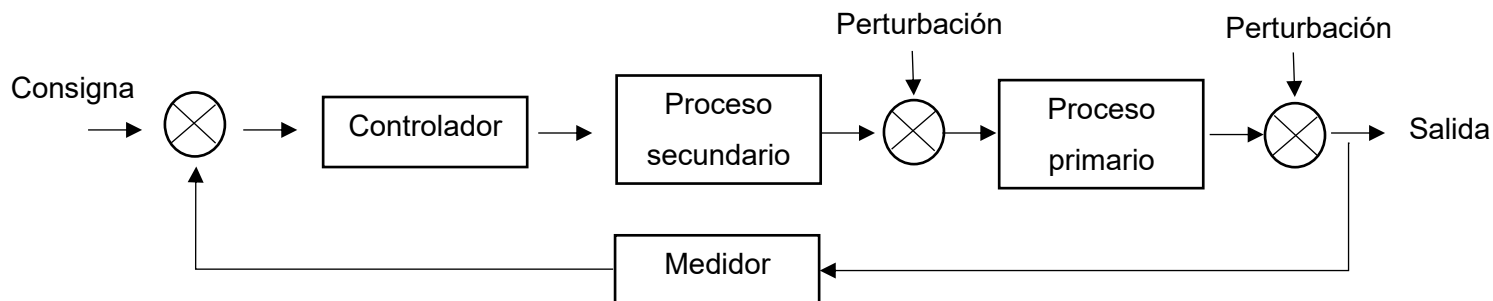 Perturbación
Perturbación
Consigna
Controlador
Proceso
secundario
Proceso
primario
Salida
Medidor